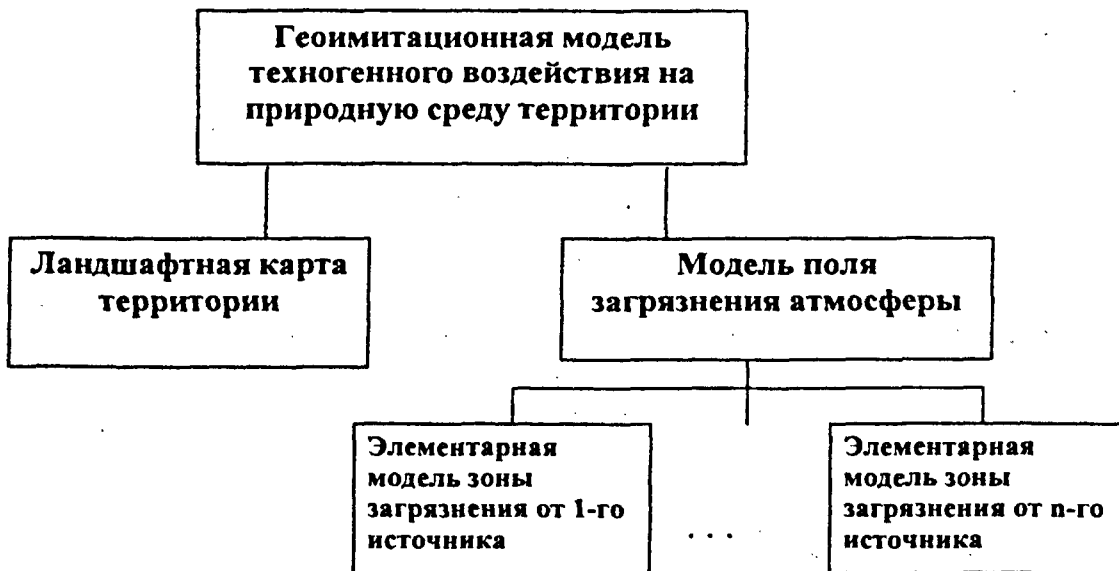 Геоимитационная модель
техногенного воздействия на
природную среду территории
Ландшафтная карта
территории
Модель поля
загрязнения атмосферы
Элементарная
модель зоны
загрязнения от 1-го
источника
. . .
Элементарная
модель зоны
загрязнения от n-го
источника